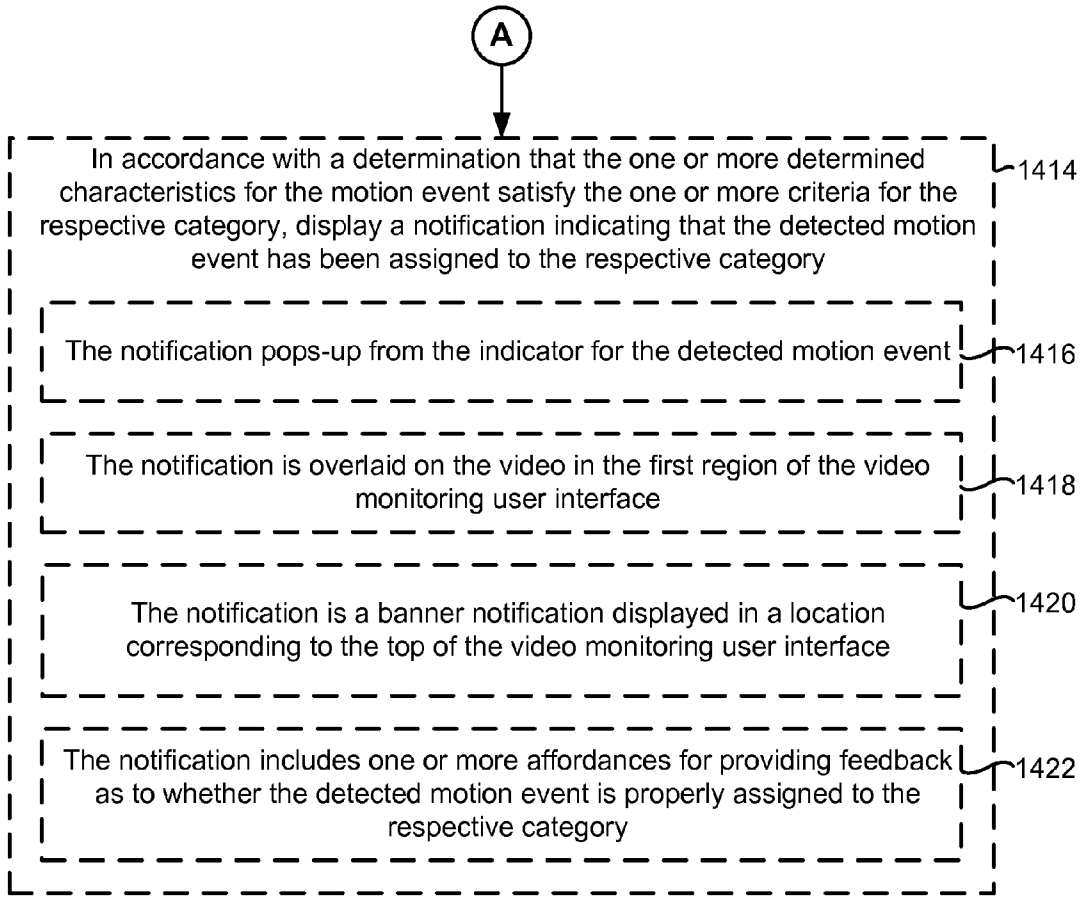 A
In accordance with a determination that the one or more determined
characteristics for the motion event satisfy the one or more criteria for the
respective category, display a notification indicating that the detected motion
event has been assigned to the respective category
1414
The notification pops-up from the indicator for the detected motion event
1416
The notification is overlaid on the video in the first region of the video
monitoring user interface
1418
The notification is a banner notification displayed in a location
corresponding to the top of the video monitoring user interface
1420
The notification includes one or more affordances for providing feedback
as to whether the detected motion event is properly assigned to the
respective category
1422